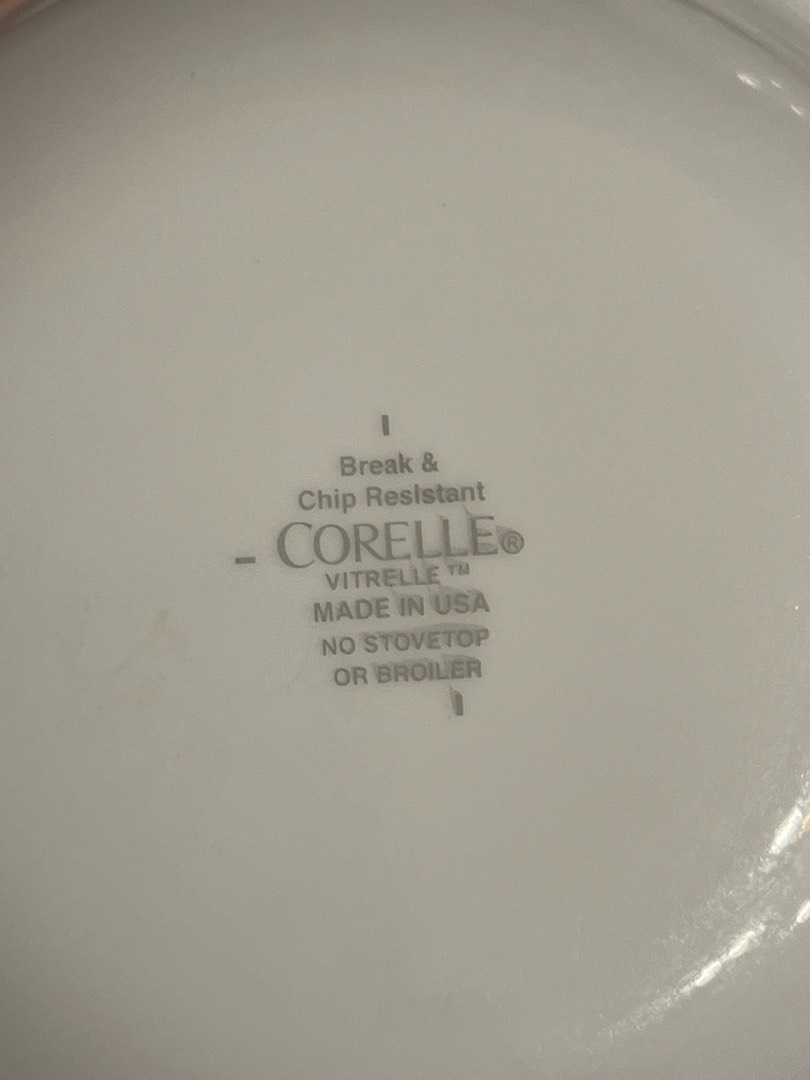 Break &
Chip Resistant
CORELLE®
VITRELLE™
MADE IN USA
NO STOVETOP
OR BROILER